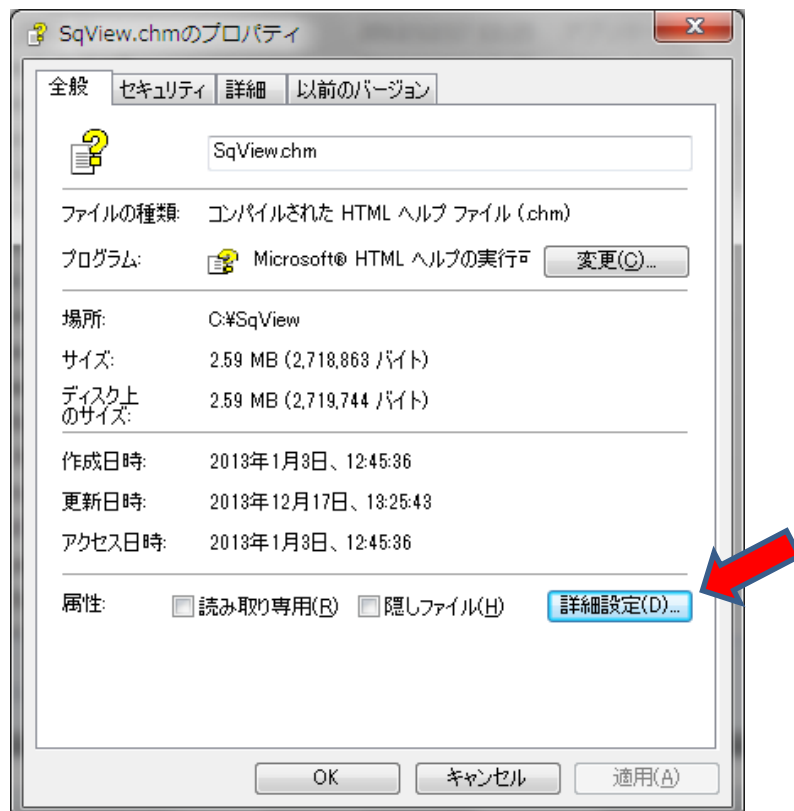 SqView.chmのプロパティ
全般 セキュリティ 詳細 以前のバージョン
SqView.chm
ファイルの種類: コンパイルされた HTML ヘルプ ファイル (.chm)
プログラム: Microsoft® HTML ヘルプの実行可 変更(C)...
場所: C:¥SqView
サイズ: 2.59 MB (2,718,863 バイト)
ディスク上
のサイズ: 2.59 MB (2,719,744 バイト)
作成日時: 2013年1月3日、12:45:36
更新日時: 2013年12月17日、13:25:43
アクセス日時: 2013年1月3日、12:45:36
属性: 読み取り専用(R) 隠しファイル(H) 詳細設定(D)...
OK キャンセル 適用(A)